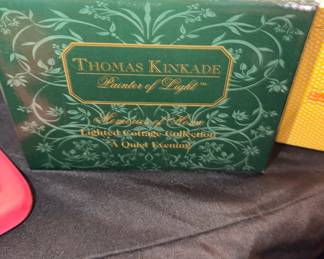 THOMAS KINKADE
Painter of Light™
Memories of Home
Lighted Cottage Collection
"A Quiet Evening"